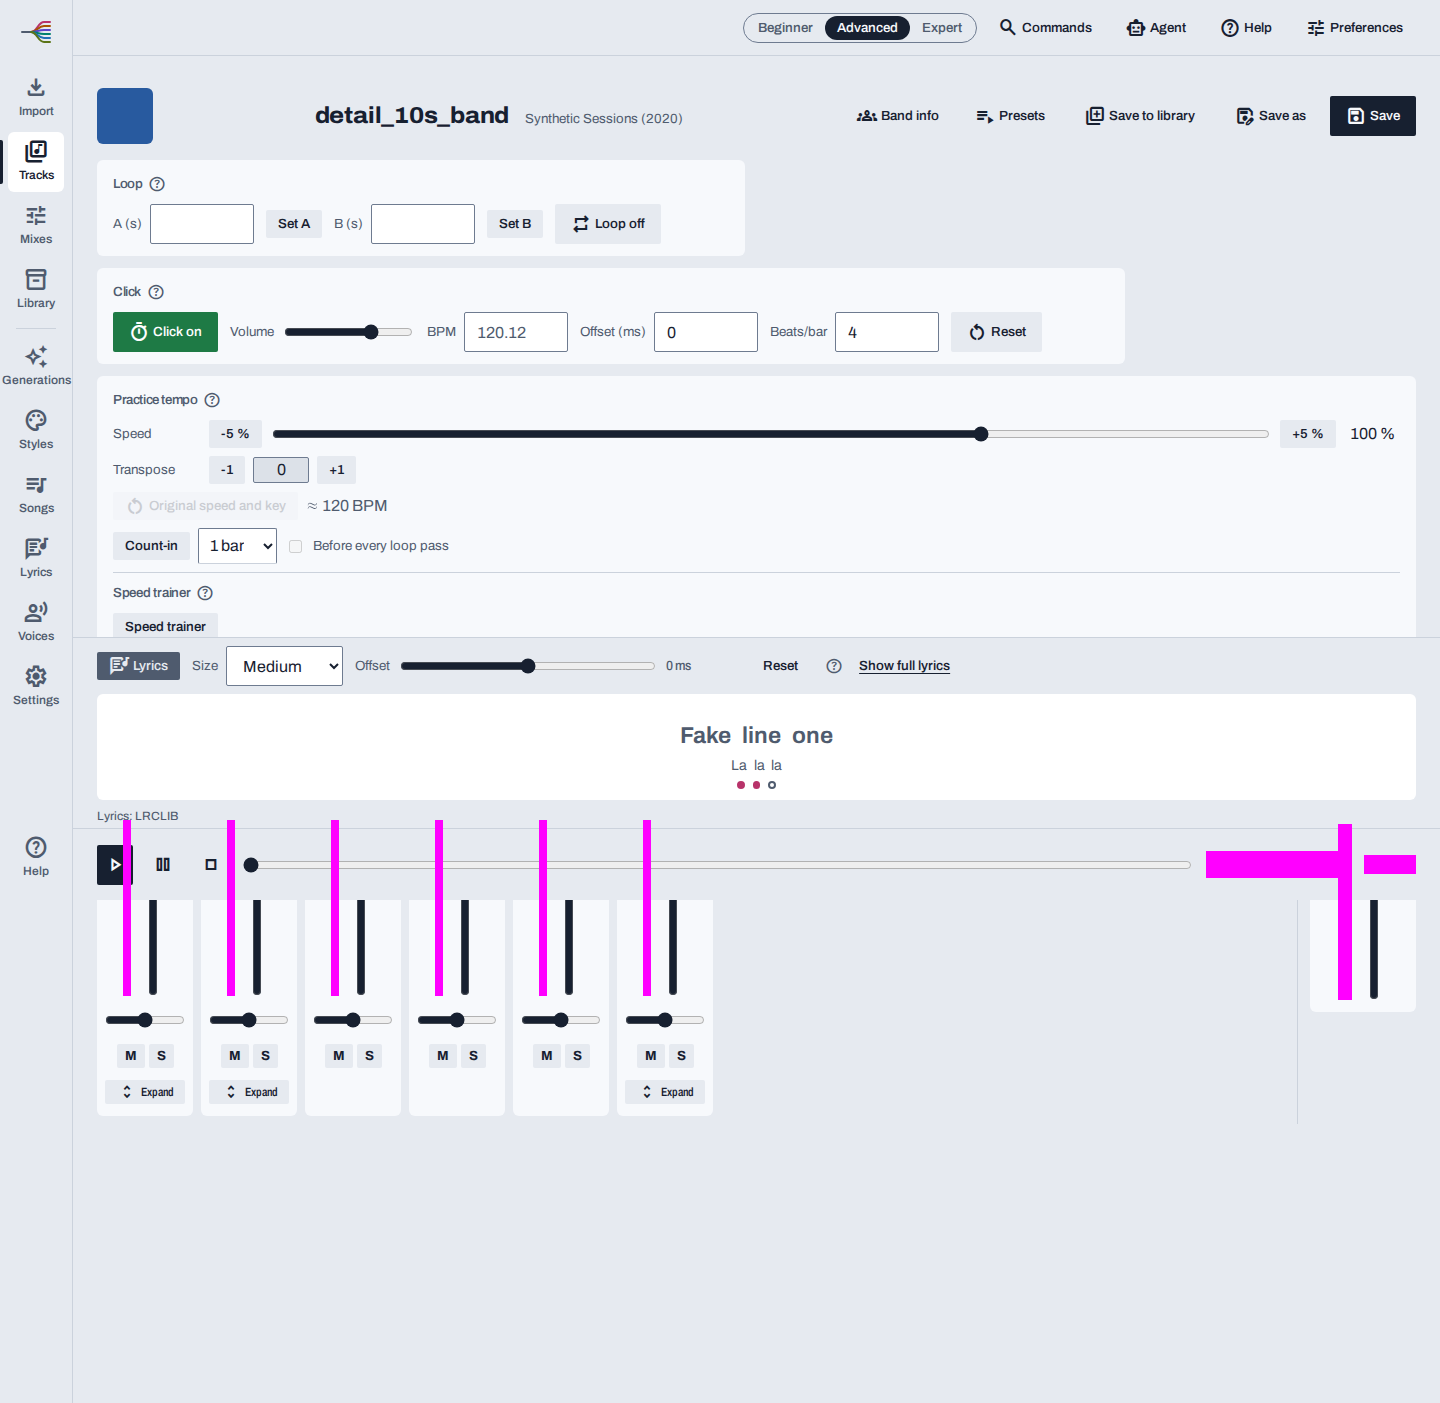 Beginner Advanced Expert Commands Agent Help Preferences
Import
Tracks
Mixes
Library
Generations
Styles
Songs
Lyrics
Voices
Settings
Help
detail_10s_band Synthetic Sessions (2020) Band info Presets Save to library Save as Save
Loop
A (s) Set A B (s) Set B Loop off
Click
Click on Volume BPM 120.12 Offset (ms) 0 Beats/bar 4 Reset
Practice tempo
Speed -5 % +5 % 100 %
Transpose -1 0 +1
Original speed and key ≈ 120 BPM
Count-in 1 bar Before every loop pass
Speed trainer
Speed trainer
Lyrics Size Medium Offset 0 ms Reset Show full lyrics
Fake line one
La la la
Lyrics: LRCLIB
M S M S M S M S M S M S
Expand Expand Expand